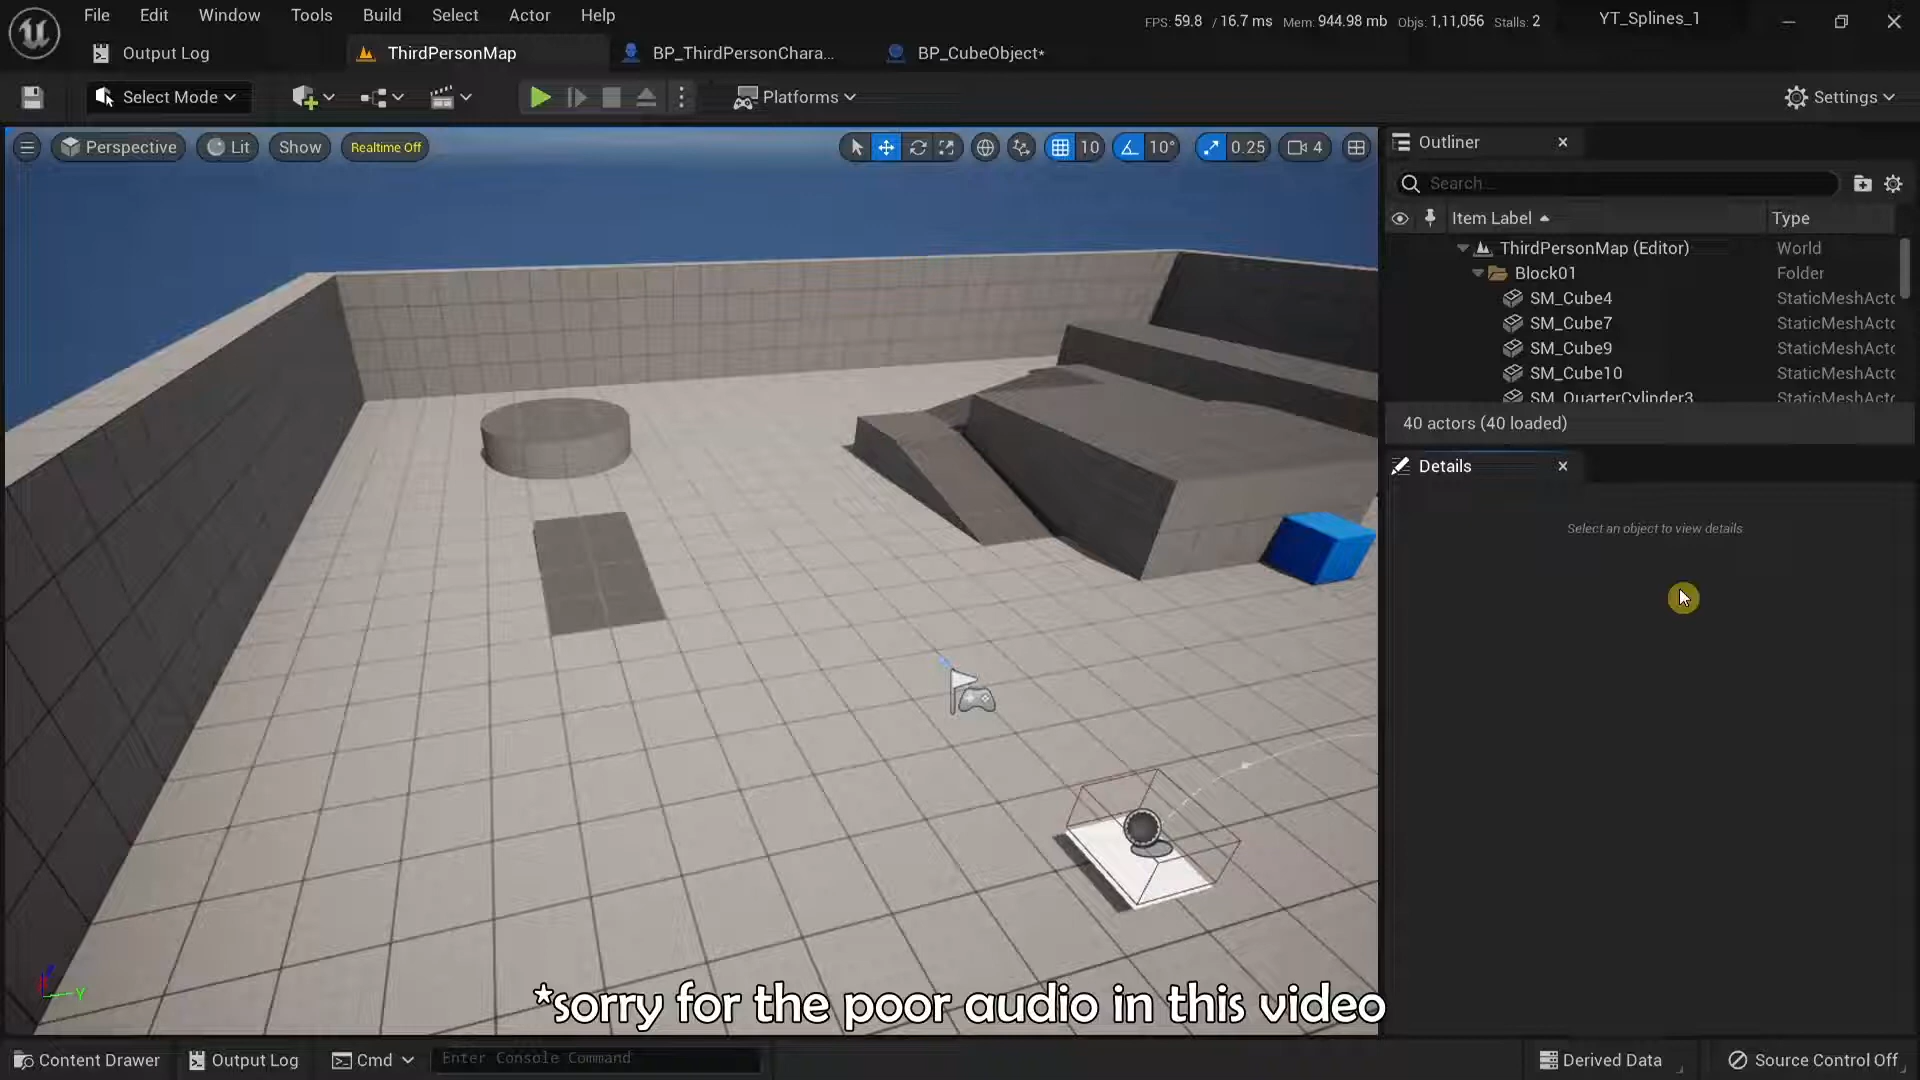 File Edit Window Tools Build Select Actor Help
FPS: 59.8 / 16.7 ms Mem: 944.98 mb Objs: 1,11,056 Stalls: 2
YT_Splines_1
Output Log
ThirdPersonMap
BP_ThirdPersonChara...
BP_CubeObject*
Select Mode
Platforms
Settings
Perspective
Lit
Show
Realtime Off
10
10°
0.25
4
Outliner
Search...
Item Label
Type
ThirdPersonMap (Editor) World
Block01 Folder
SM_Cube4 StaticMeshActo
SM_Cube7 StaticMeshActo
SM_Cube9 StaticMeshActo
SM_Cube10 StaticMeshActo
SM_QuarterCylinder3 StaticMeshActo
40 actors (40 loaded)
Details
Select an object to view details
Y
*sorry for the poor audio in this video
Content Drawer
Output Log
Cmd
Enter Console Command
Derived Data
Source Control Off